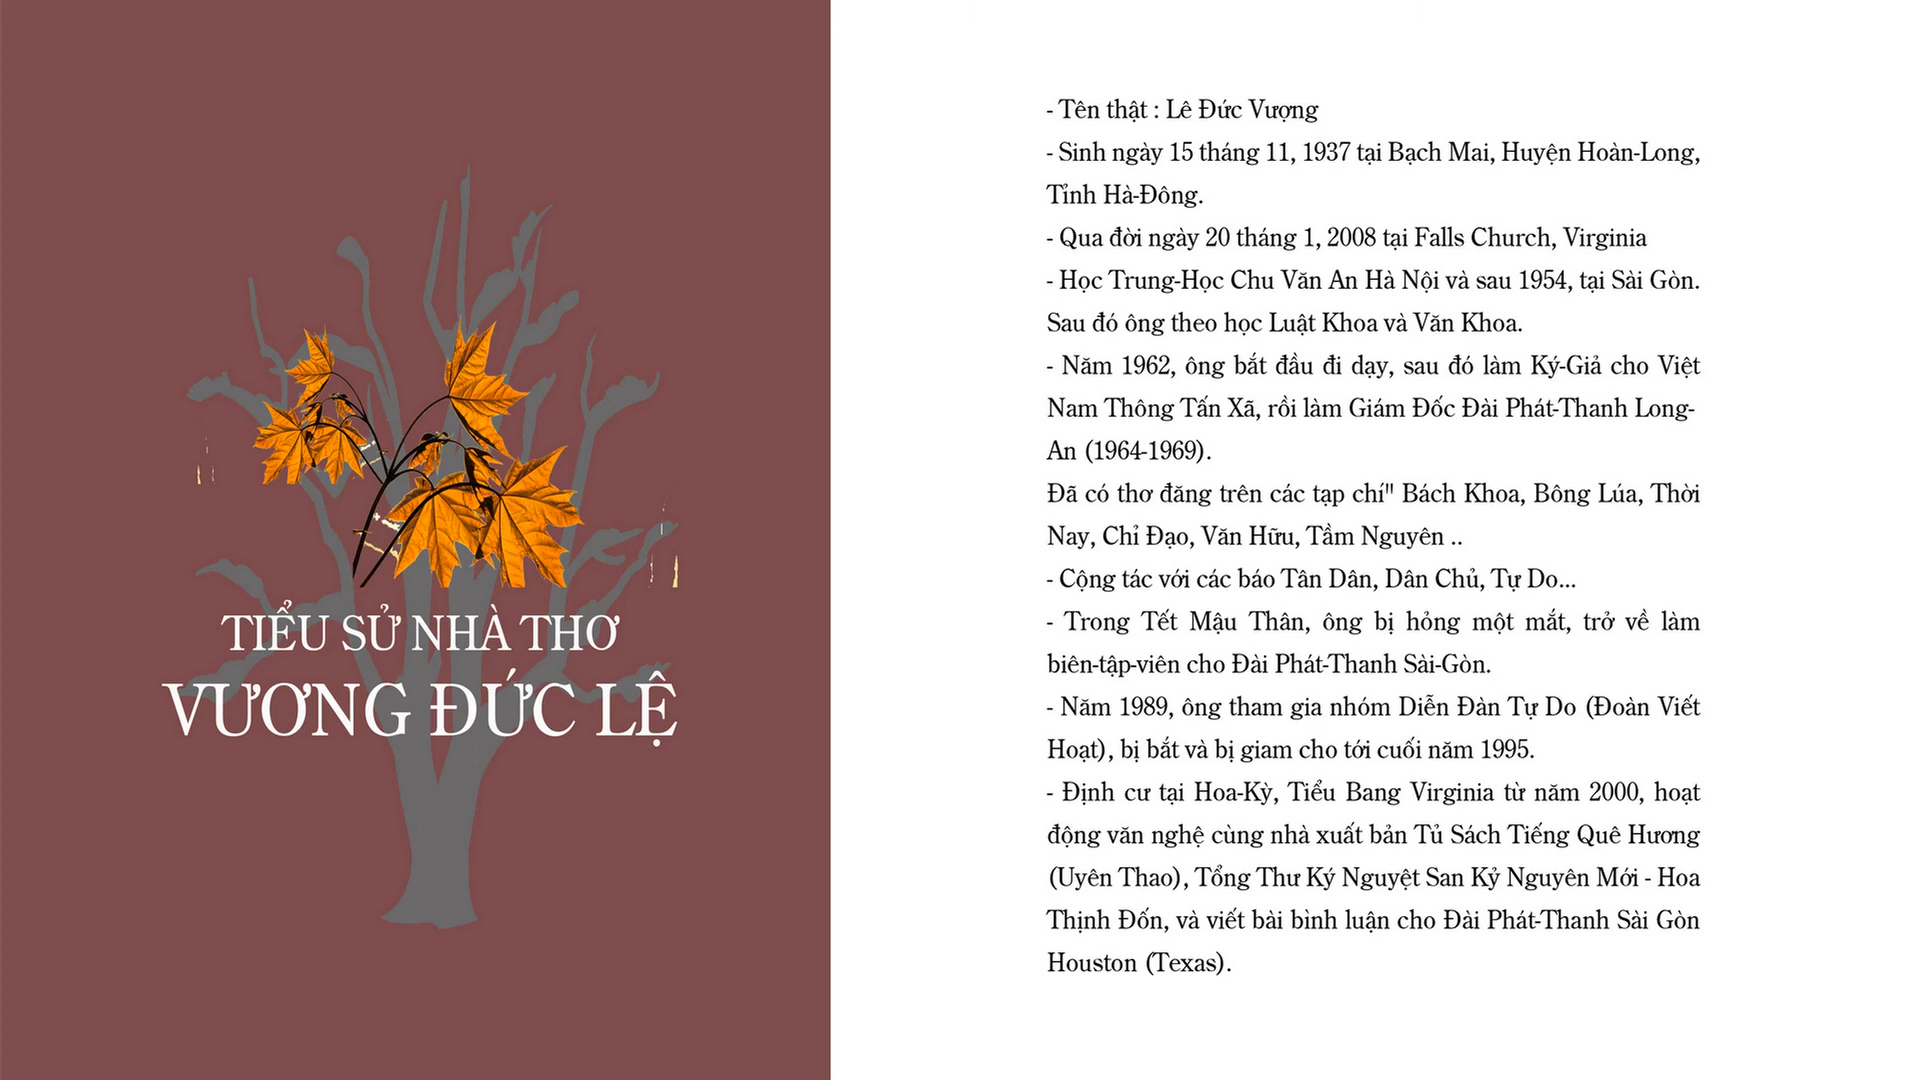 TIỂU SỬ NHÀ THƠ
VƯƠNG ĐỨC LỆ
- Tên thật : Lê Đức Vượng
- Sinh ngày 15 tháng 11, 1937 tại Bạch Mai, Huyện Hoàn-Long,
Tỉnh Hà-Đông.
- Qua đời ngày 20 tháng 1, 2008 tại Falls Church, Virginia
- Học Trung-Học Chu Văn An Hà Nội và sau 1954, tại Sài Gòn.
Sau đó ông theo học Luật Khoa và Văn Khoa.
- Năm 1962, ông bắt đầu đi dạy, sau đó làm Ký-Giả cho Việt
Nam Thông Tấn Xã, rồi làm Giám Đốc Đài Phát-Thanh Long-
An (1964-1969).
Đã có thơ đăng trên các tạp chí" Bách Khoa, Bông Lúa, Thời
Nay, Chỉ Đạo, Văn Hữu, Tầm Nguyên ..
- Cộng tác với các báo Tân Dân, Dân Chủ, Tự Do...
- Trong Tết Mậu Thân, ông bị hỏng một mắt, trở về làm
biên-tập-viên cho Đài Phát-Thanh Sài-Gòn.
- Năm 1989, ông tham gia nhóm Diễn Đàn Tự Do (Đoàn Viết
Hoạt), bị bắt và bị giam cho tới cuối năm 1995.
- Định cư tại Hoa-Kỳ, Tiểu Bang Virginia từ năm 2000, hoạt
động văn nghệ cùng nhà xuất bản Tủ Sách Tiếng Quê Hương
(Uyên Thao), Tổng Thư Ký Nguyệt San Kỷ Nguyên Mới - Hoa
Thịnh Đốn, và viết bài bình luận cho Đài Phát-Thanh Sài Gòn
Houston (Texas).